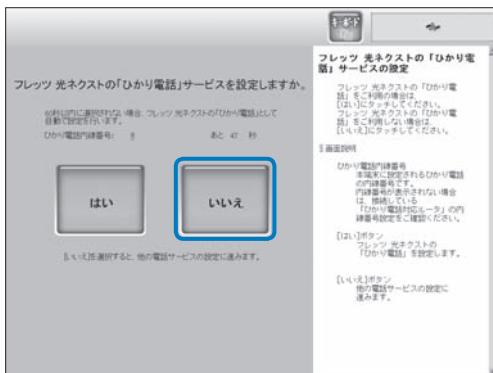 キーボード
フレッツ 光ネクストの「ひかり電話」サービスを設定しますか。
60秒以内に選択されない場合、フレッツ 光ネクストの「ひかり電話」として
自動で設定を行います。
ひかり電話内線番号: 8 あと 47 秒
はい
いいえ
[いいえ]を選択すると、他の電話サービスの設定に進みます。
フレッツ 光ネクストの「ひかり電
話」サービスの設定
フレッツ 光ネクストの「ひかり電
話」をご利用の場合は、
[はい]にタッチしてください。
フレッツ 光ネクストの「ひかり電
話」をご利用しない場合は、
[いいえ]にタッチしてください。
§画面説明
ひかり電話内線番号
本端末に設定されるひかり電話
の内線番号です。
内線番号が表示されない場合
は、接続している
「ひかり電話対応ルータ」の内
線番号設定をご確認ください。
[はい]ボタン
フレッツ 光ネクストの
「ひかり電話」を設定します。
[いいえ]ボタン
他の電話サービスの設定に
進みます。